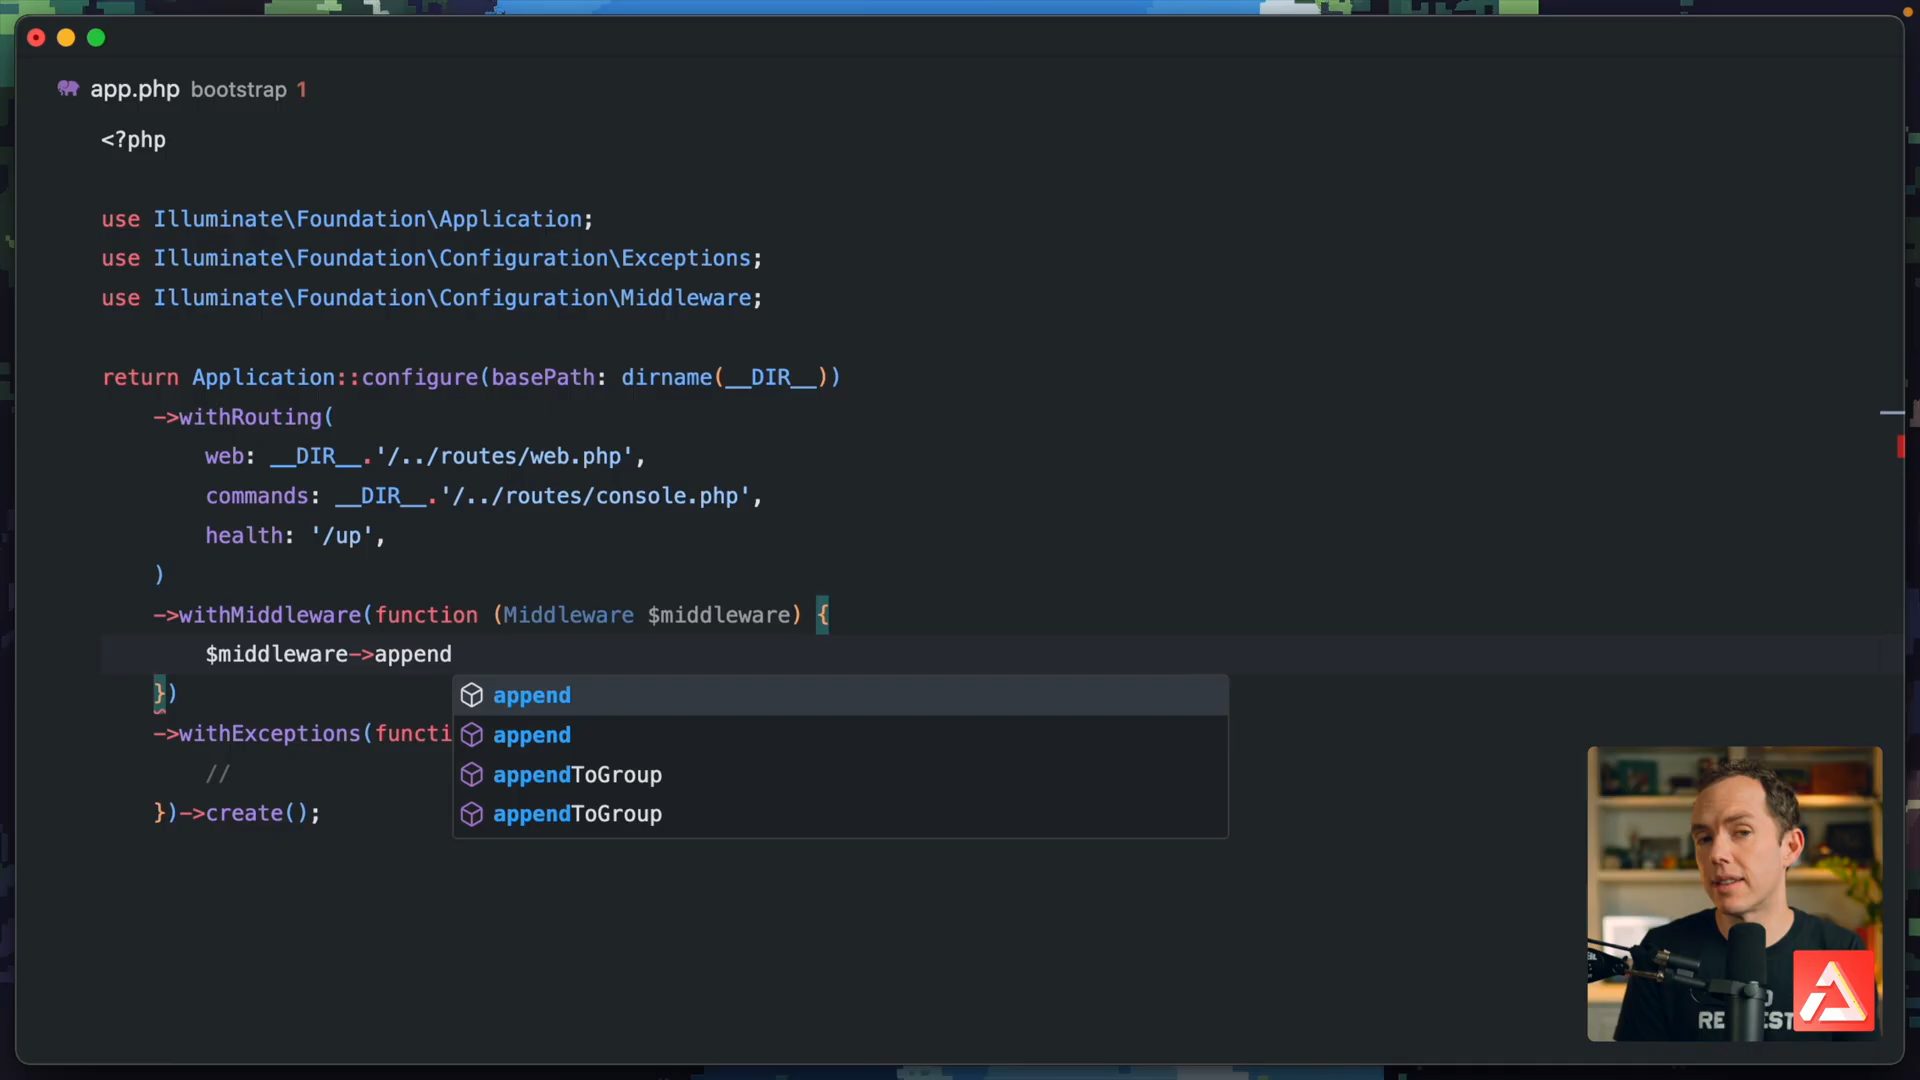 app.php bootstrap 1
<?php
use Illuminate\Foundation\Application;
use Illuminate\Foundation\Configuration\Exceptions;
use Illuminate\Foundation\Configuration\Middleware;
return Application::configure(basePath: dirname(__DIR__))
->withRouting(
web: __DIR__.'/../routes/web.php',
commands: __DIR__.'/../routes/console.php',
health: '/up',
)
->withMiddleware(function (Middleware $middleware) {
$middleware->append
})
append
append
->withExceptions(functi
//
appendToGroup
})->create();
appendToGroup